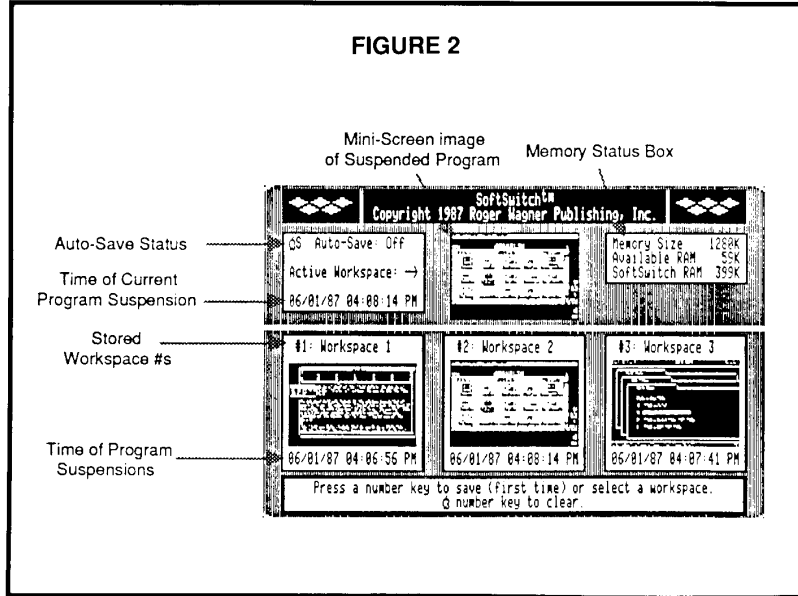 FIGURE 2
Mini-Screen image
of Suspended Program
Memory Status Box
SoftSwitch™
Copyright 1987 Roger Wagner Publishing, Inc.
Auto-Save Status
S Auto-Save: Off
Active Workspace: →
06/01/87 04:08:14 PM
Memory Size 1280K
Available RAM 59K
SoftSwitch RAM 399K
Time of Current
Program Suspension
Stored
Workspace #s
#1: Workspace 1
#2: Workspace 2
#3: Workspace 3
Time of Program
Suspensions
06/01/87 04:06:56 PM
06/01/87 04:08:14 PM
06/01/87 04:07:41 PM
Press a number key to save (first time) or select a workspace.
number key to clear.